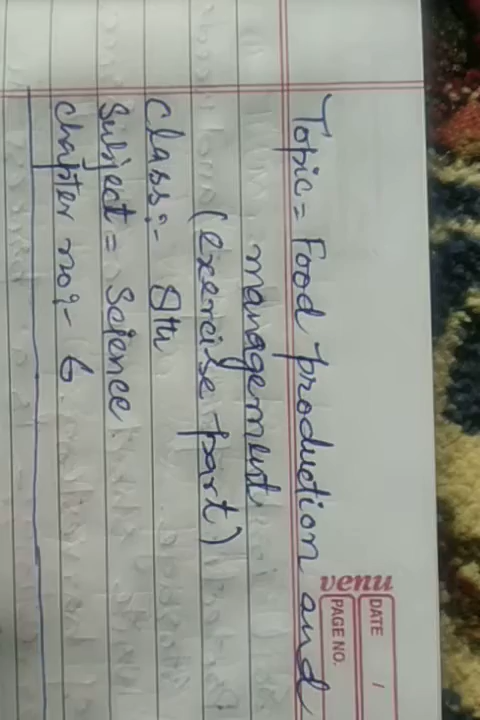 venu
DATE /
PAGE NO.
Topic = Food production and
management
(exercise part)
Class:- 8th
Subject = Science
Chapter no:- 6